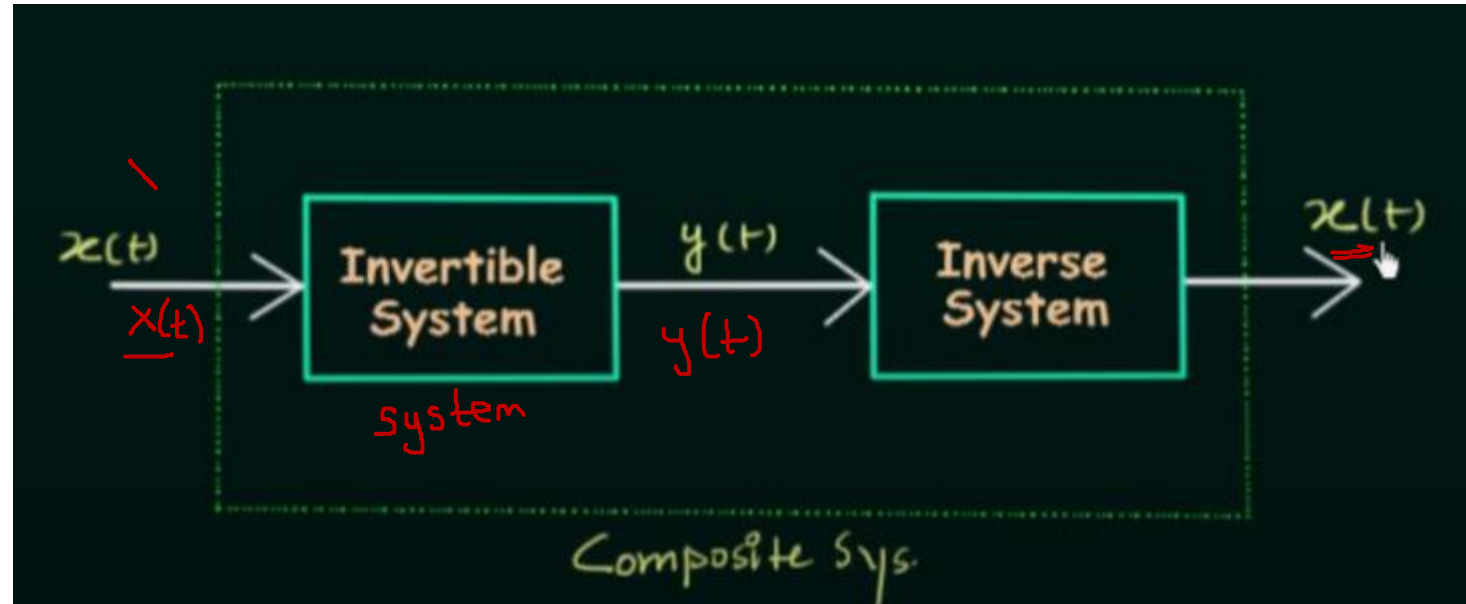 x(t)
x(t)
Invertible
System
system
y(t)
y(t)
Inverse
System
x(t)
Composite Sys.